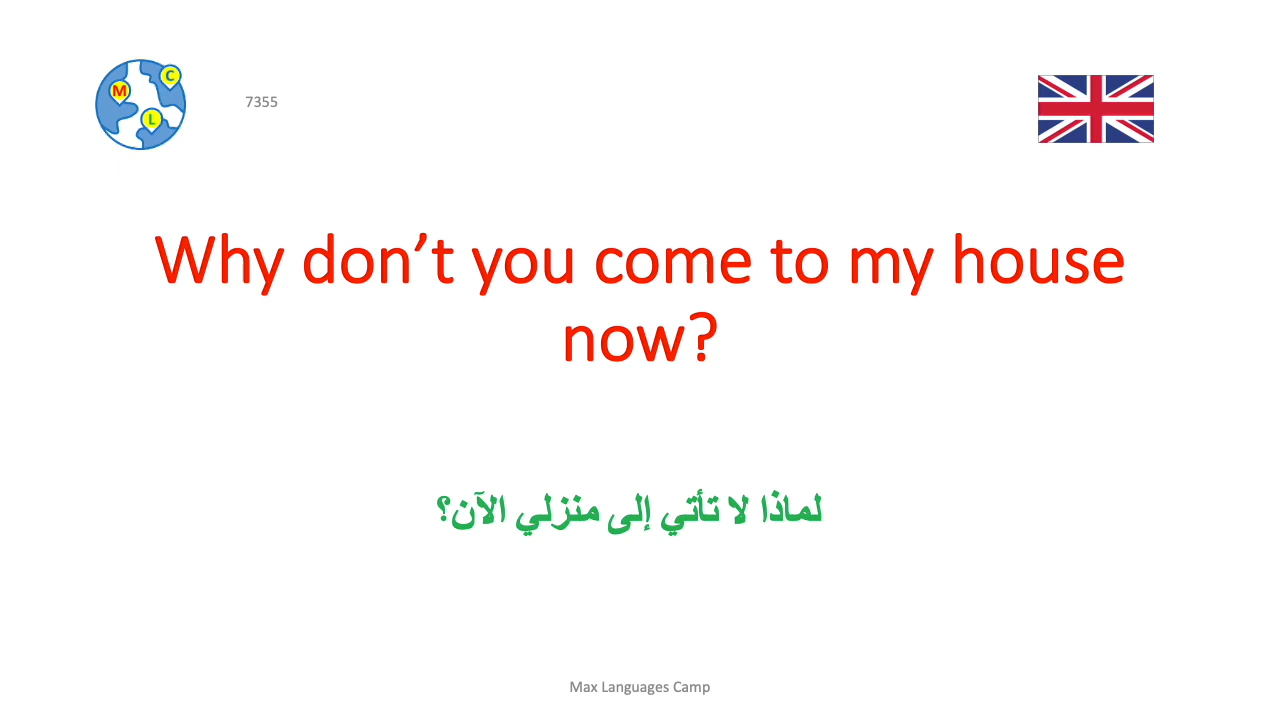 M
C
L
7355
Why don’t you come to my house
now?
لماذا لا تأتي إلى منزلي الآن؟
Max Languages Camp